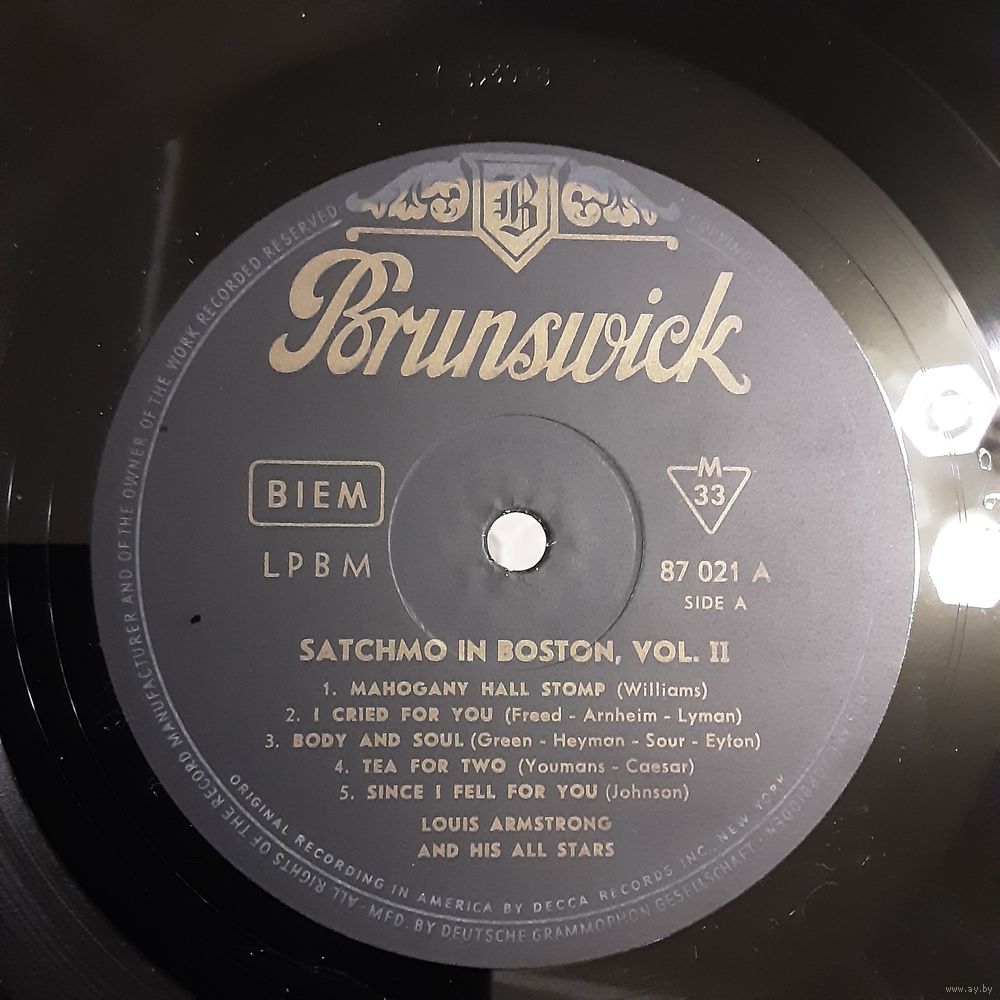 B
Brunswick
BIEM
LPBM
M
33
87 021 A
SIDE A
SATCHMO IN BOSTON, VOL. II
1. MAHOGANY HALL STOMP (Williams)
2. I CRIED FOR YOU (Freed - Arnheim - Lyman)
3. BODY AND SOUL (Green - Heyman - Sour - Eyton)
4. TEA FOR TWO (Youmans - Caesar)
5. SINCE I FELL FOR YOU (Johnson)
LOUIS ARMSTRONG
AND HIS ALL STARS
ORIGINAL RECORDING IN AMERICA BY DECCA RECORDS INC. NEW YORK
MFD. BY DEUTSCHE GRAMMOPHON GESELLSCHAFT · ALL RIGHTS OF THE RECORD MANUFACTURER AND OF THE OWNER OF THE WORK RECORDED RESERVED
www.ay.by